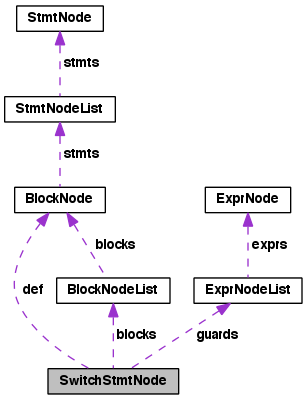 StmtNode
stmts
StmtNodeList
stmts
BlockNode
ExprNode
blocks
exprs
def
BlockNodeList
ExprNodeList
blocks
guards
SwitchStmtNode